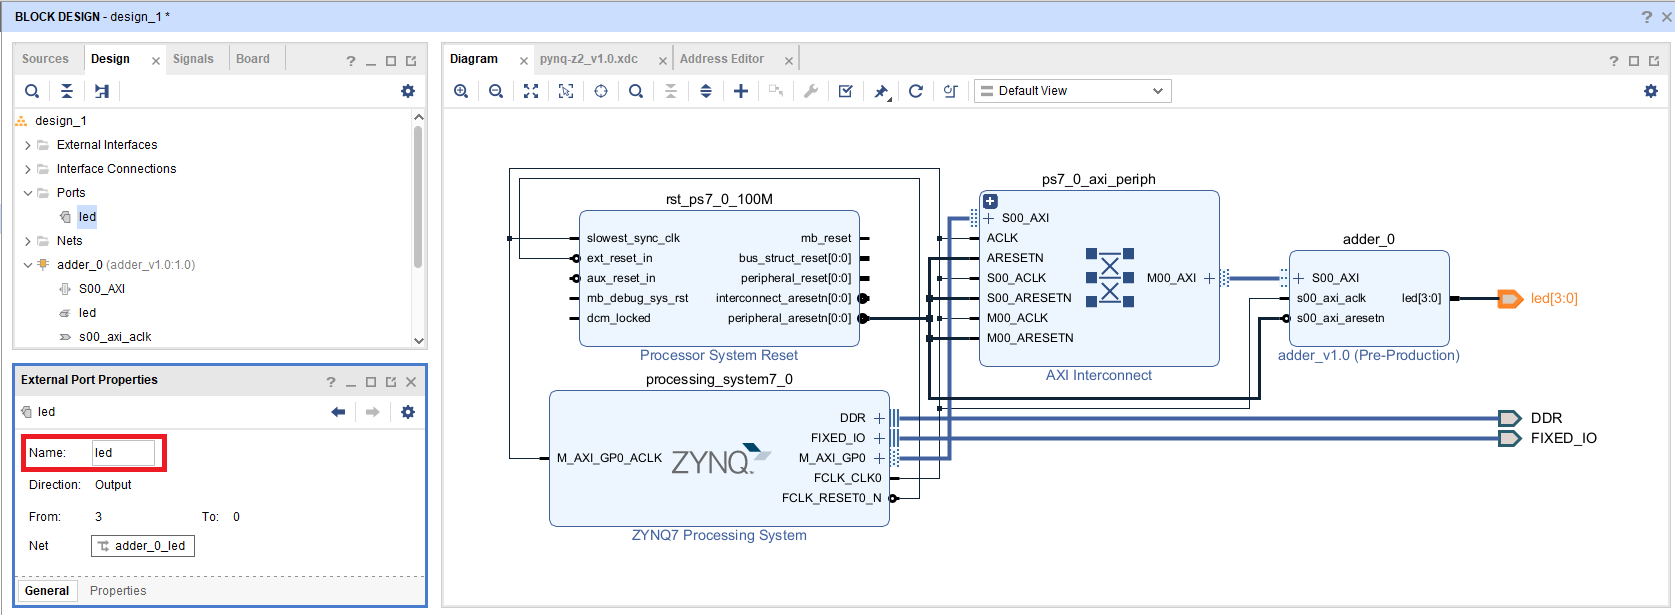 BLOCK DESIGN - design_1 *
Sources Design Signals Board
design_1
External Interfaces
Interface Connections
Ports
led
Nets
adder_0 (adder_v1.0:1.0)
S00_AXI
led
s00_axi_aclk
External Port Properties
led
Name: led
Direction: Output
From: 3 To: 0
Net adder_0_led
General Properties
Diagram pynq-z2_v1.0.xdc Address Editor
Default View
rst_ps7_0_100M
slowest_sync_clk mb_reset
ext_reset_in bus_struct_reset[0:0]
aux_reset_in peripheral_reset[0:0]
mb_debug_sys_rst interconnect_aresetn[0:0]
dcm_locked peripheral_aresetn[0:0]
Processor System Reset
processing_system7_0
DDR
FIXED_IO
M_AXI_GP0_ACLK ZYNQ M_AXI_GP0
FCLK_CLK0
FCLK_RESET0_N
ZYNQ7 Processing System
ps7_0_axi_periph
S00_AXI
ACLK
ARESETN
S00_ACLK M00_AXI
S00_ARESETN
M00_ACLK
M00_ARESETN
AXI Interconnect
adder_0
S00_AXI
s00_axi_aclk led[3:0]
s00_axi_aresetn
adder_v1.0 (Pre-Production)
led[3:0]
DDR
FIXED_IO